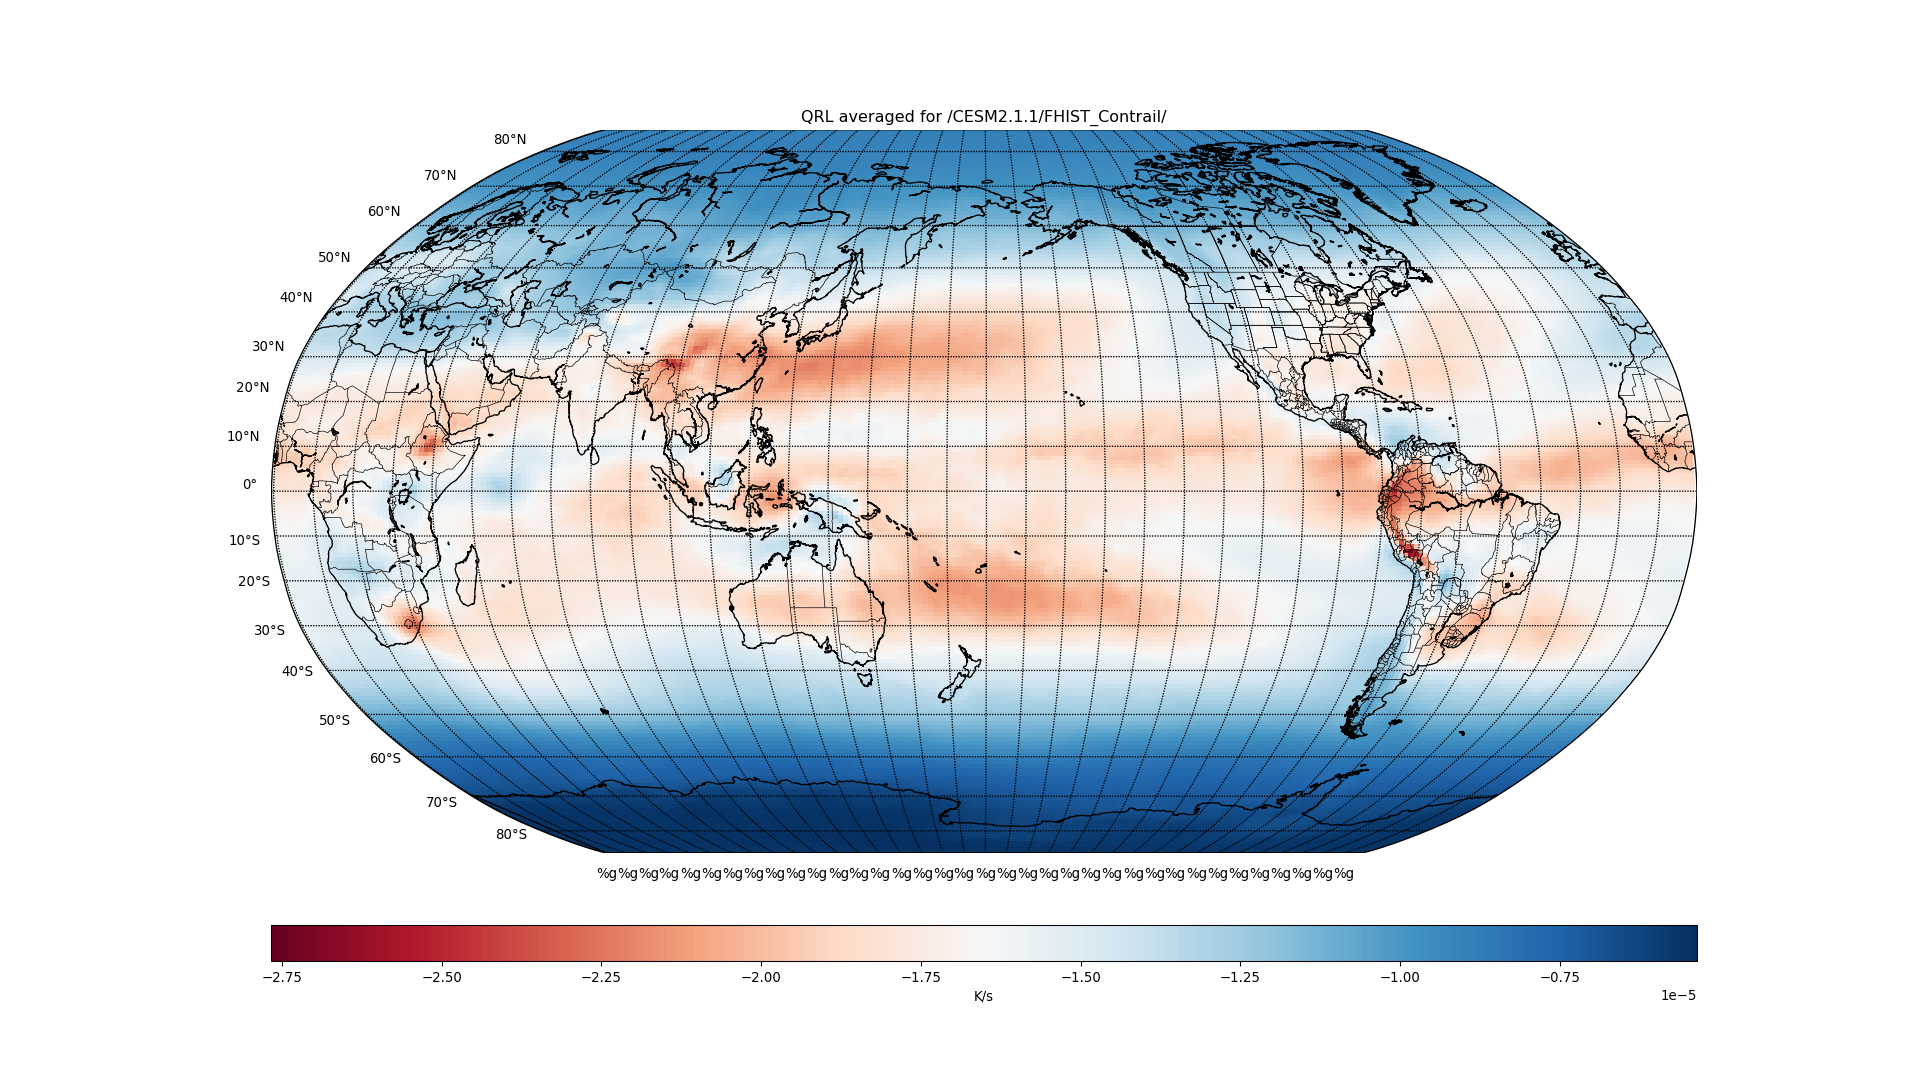 QRL averaged for /CESM2.1.1/FHIST_Contrail/
80°N
70°N
60°N
50°N
40°N
30°N
20°N
10°N
0°
10°S
20°S
30°S
40°S
50°S
60°S
70°S
80°S
%g%g%g%g%g%g%g%g%g%g%g%g%g%g%g%g%g%g%g%g%g%g%g%g%g%g%g%g%g%g%g%g%g%g%g%g
−2.75 −2.50 −2.25 −2.00 −1.75 −1.50 −1.25 −1.00 −0.75
K/s
1e−5